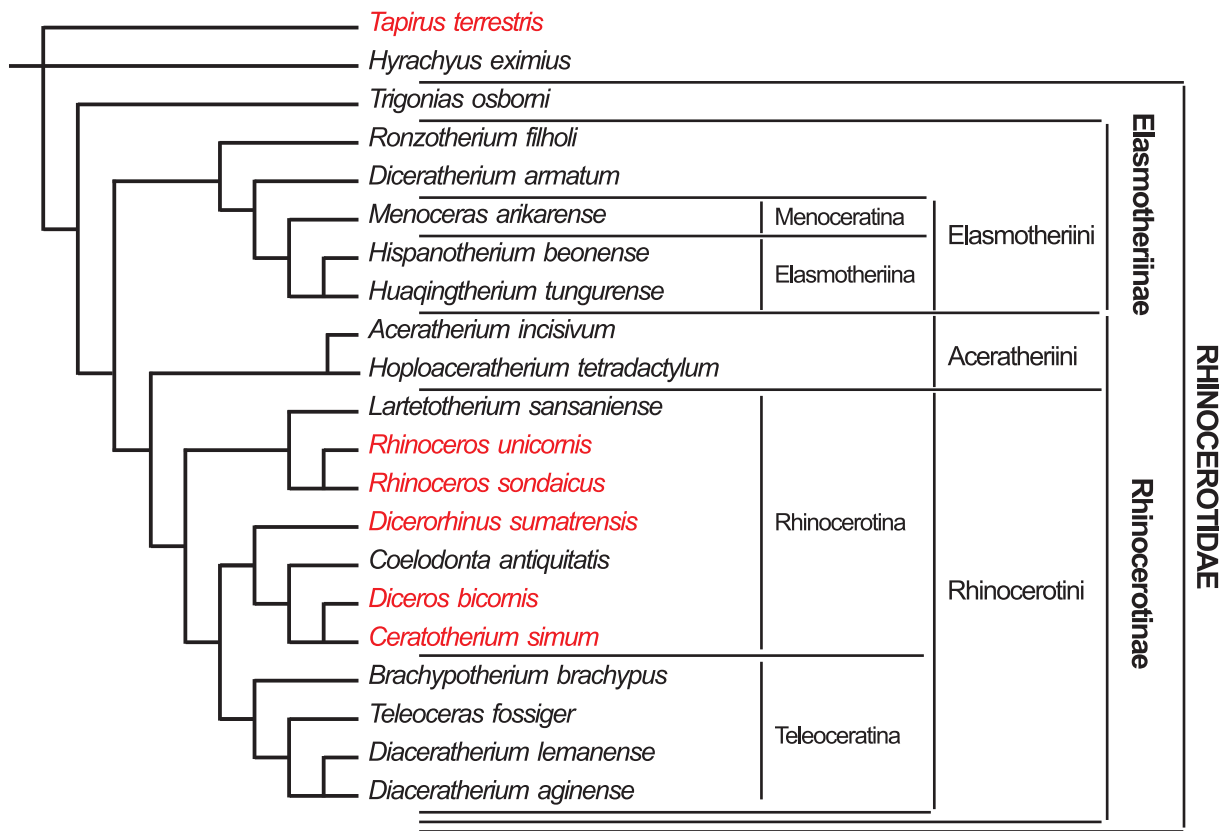 Tapirus terrestris
Hyrachyus eximius
Trigonias osborni
Ronzotherium filholi
Diceratherium armatum
Menoceras arikarense
Hispanotherium beonense
Huaqingtherium tungurense
Aceratherium incisivum
Hoploaceratherium tetradactylum
Lartetotherium sansaniense
Rhinoceros unicornis
Rhinoceros sondaicus
Dicerorhinus sumatrensis
Coelodonta antiquitatis
Diceros bicornis
Ceratotherium simum
Brachypotherium brachypus
Teleoceras fossiger
Diaceratherium lemanense
Diaceratherium aginense
Menoceratina
Elasmotheriina
Rhinocerotina
Teleoceratina
Elasmotheriini
Aceratheriini
Rhinocerotini
Elasmotheriinae
Rhinocerotinae
RHINOCEROTIDAE